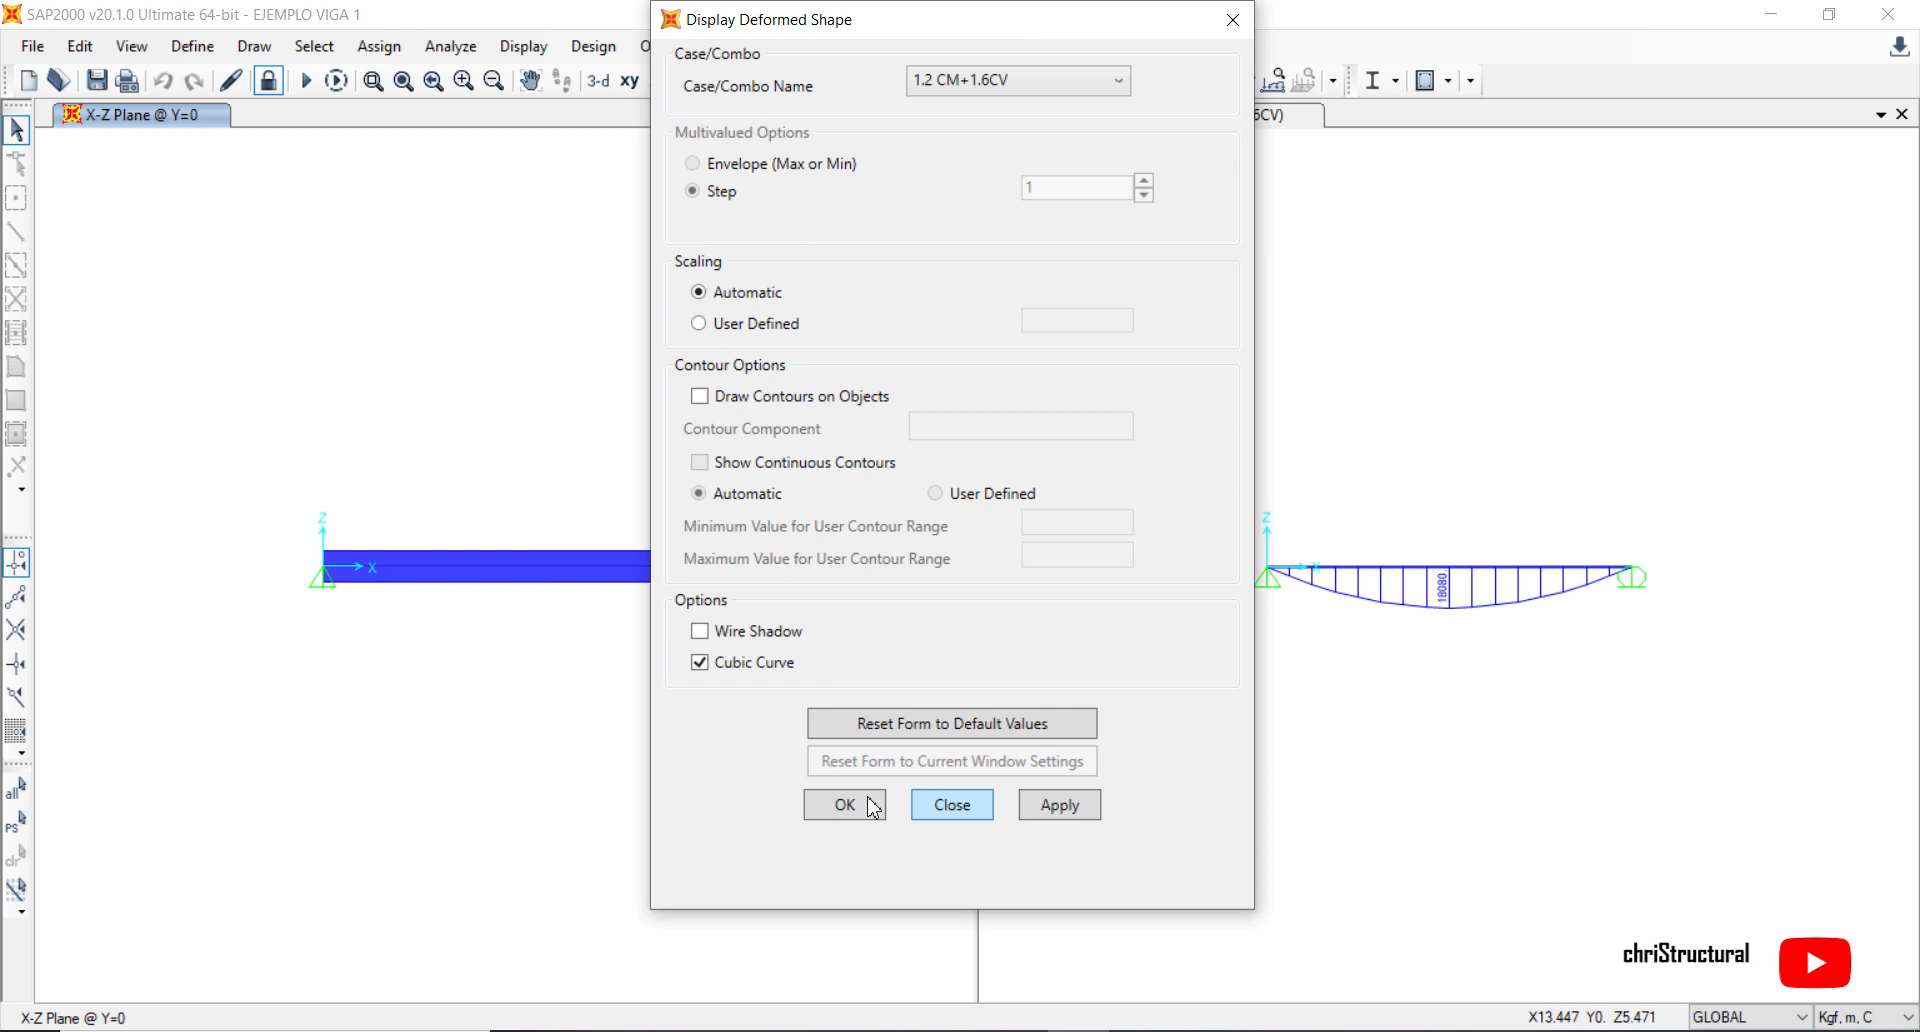 SAP2000 v20.1.0 Ultimate 64-bit - EJEMPLO VIGA 1
File Edit View Define Draw Select Assign Analyze Display Design O
3-d xy
X-Z Plane @ Y=0
6CV)
Display Deformed Shape
Case/Combo
Case/Combo Name 1.2 CM+1.6CV
Multivalued Options
Envelope (Max or Min)
Step 1
Scaling
Automatic
User Defined
Contour Options
Draw Contours on Objects
Contour Component
Show Continuous Contours
Automatic User Defined
Minimum Value for User Contour Range
Maximum Value for User Contour Range
Options
Wire Shadow
Cubic Curve
Reset Form to Default Values
Reset Form to Current Window Settings
OK Close Apply
Z
X
Z
X
18080.
all
PS
clr
chriStructural
X-Z Plane @ Y=0
X13.447 Y0. Z5.471 GLOBAL Kgf, m, C